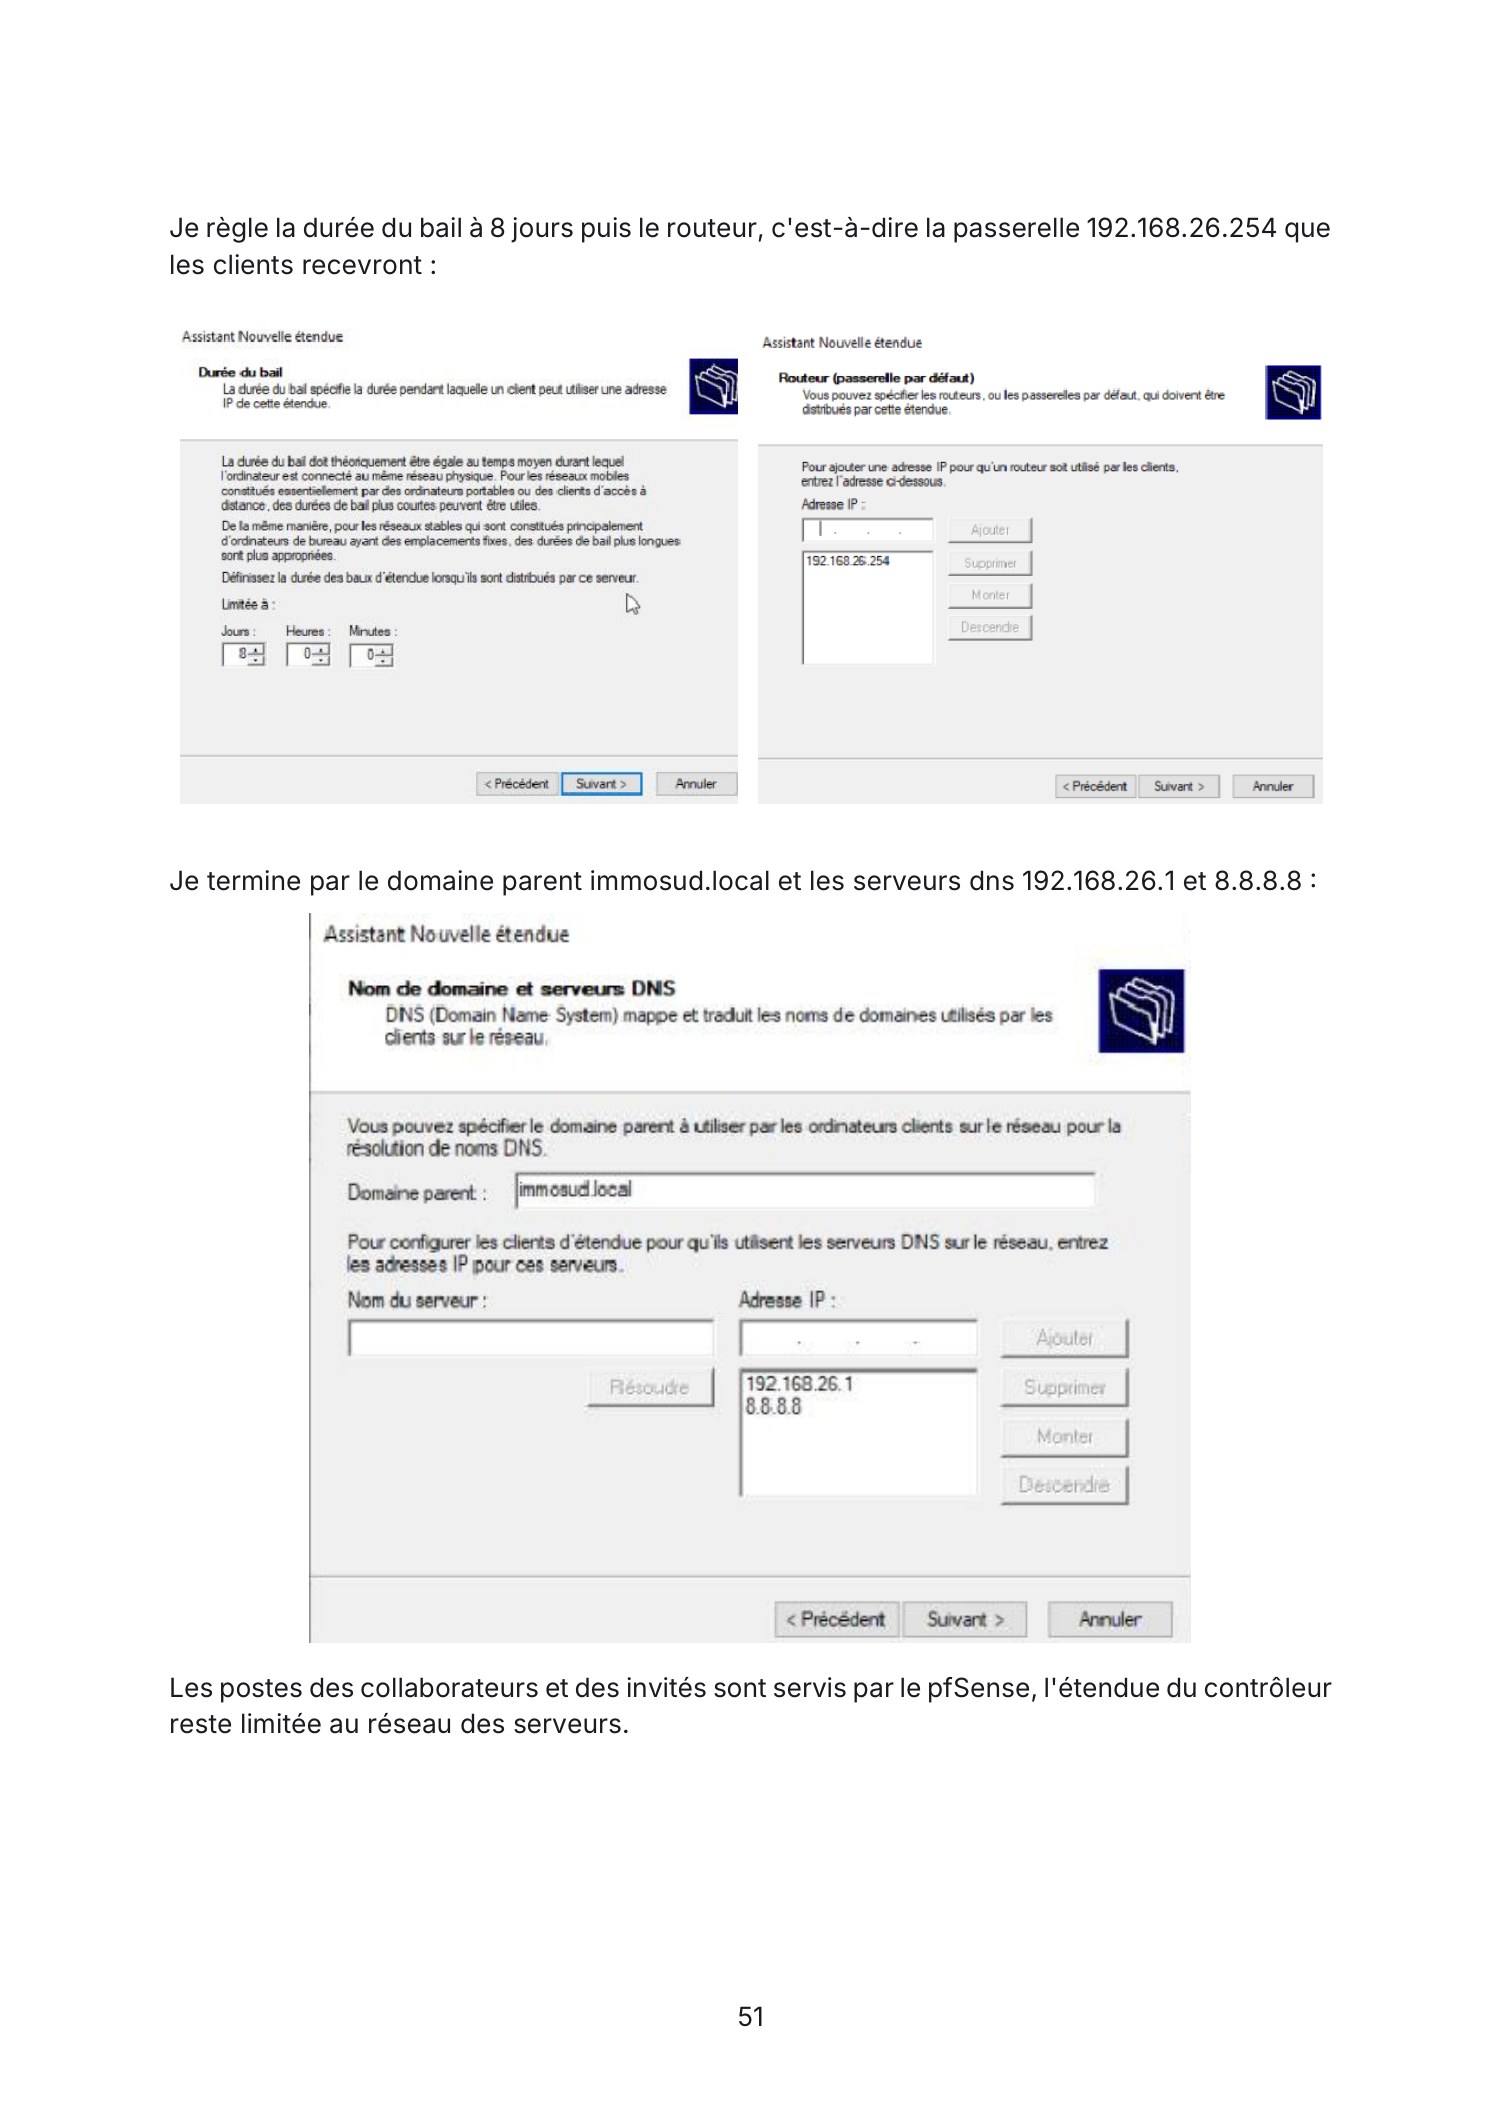 Je règle la durée du bail à 8 jours puis le routeur, c'est-à-dire la passerelle 192.168.26.254 que
les clients recevront :
Assistant Nouvelle étendue
Durée du bail
La durée du bail spécifie la durée pendant laquelle un client peut utiliser une adresse
IP de cette étendue.
La durée du bail doit théoriquement être égale au temps moyen durant lequel
l'ordinateur est connecté au même réseau physique. Pour les réseaux mobiles
constitués essentiellement par des ordinateurs portables ou des clients d'accès à
distance, des durées de bail plus courtes peuvent être utiles.
De la même manière, pour les réseaux stables qui sont constitués principalement
d'ordinateurs de bureau ayant des emplacements fixes, des durées de bail plus longues
sont plus appropriées.
Définissez la durée des baux d'étendue lorsqu'ils sont distribués par ce serveur.
Limitée à :
Jours : Heures : Minutes :
8 0 0
< Précédent Suivant > Annuler
Assistant Nouvelle étendue
Routeur (passerelle par défaut)
Vous pouvez spécifier les routeurs, ou les passerelles par défaut, qui doivent être
distribués par cette étendue.
Pour ajouter une adresse IP pour qu'un routeur soit utilisé par les clients,
entrez l'adresse ci-dessous.
Adresse IP :
. . . Ajouter
192.168.26.254 Supprimer
Monter
Descendre
< Précédent Suivant > Annuler
Je termine par le domaine parent immosud.local et les serveurs dns 192.168.26.1 et 8.8.8.8 :
Assistant Nouvelle étendue
Nom de domaine et serveurs DNS
DNS (Domain Name System) mappe et traduit les noms de domaines utilisés par les
clients sur le réseau.
Vous pouvez spécifier le domaine parent à utiliser par les ordinateurs clients sur le réseau pour la
résolution de noms DNS.
Domaine parent : immosud.local
Pour configurer les clients d'étendue pour qu'ils utilisent les serveurs DNS sur le réseau, entrez
les adresses IP pour ces serveurs.
Nom du serveur : Adresse IP :
. . . Ajouter
Résoudre 192.168.26.1 Supprimer
8.8.8.8
Monter
Descendre
< Précédent Suivant > Annuler
Les postes des collaborateurs et des invités sont servis par le pfSense, l'étendue du contrôleur
reste limitée au réseau des serveurs.
51